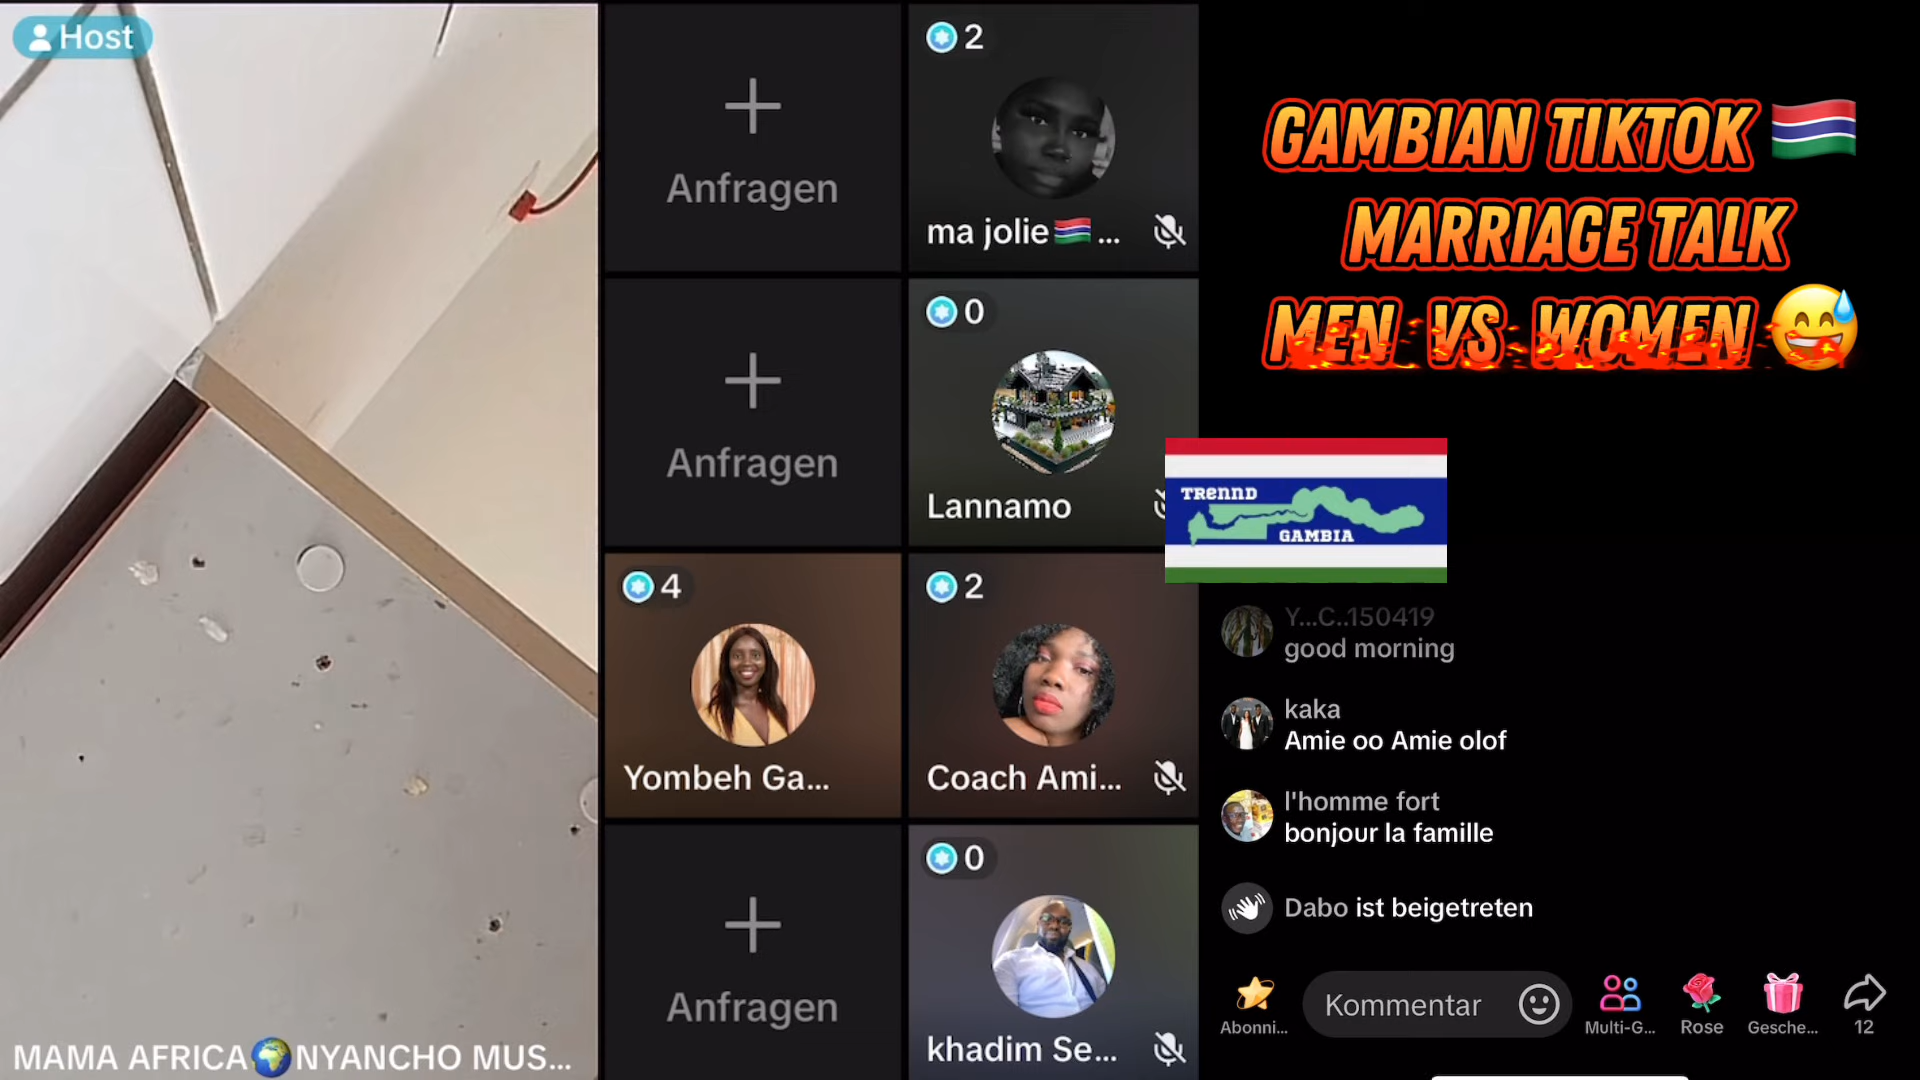 Host
MAMA AFRICA🌍NYANCHO MUS...
Anfragen
Anfragen
4
Yombeh Ga...
Anfragen
2
ma jolie🇬🇲...
0
Lannamo
2
Coach Ami...
0
khadim Se...
GAMBIAN TIKTOK 🇬🇲
MARRIAGE TALK
MEN VS WOMEN 😅
TRENND
GAMBIA
Y...C..150419
good morning
kaka
Amie oo Amie olof
l'homme fort
bonjour la famille
Dabo ist beigetreten
Abonni...
Kommentar
Multi-G...
Rose
Gesche...
12